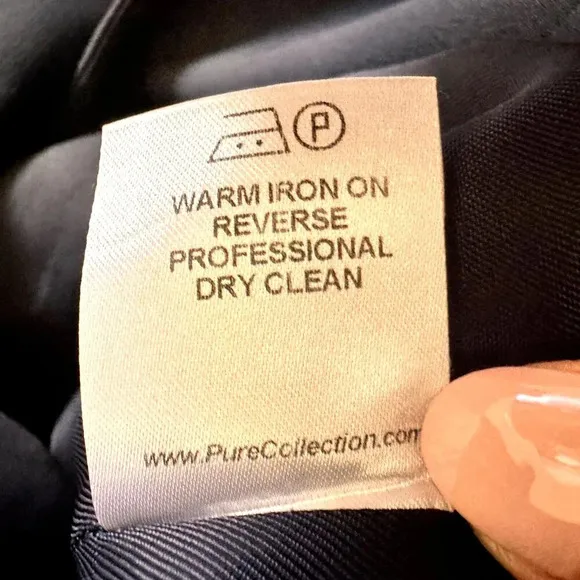 P
WARM IRON ON
REVERSE
PROFESSIONAL
DRY CLEAN
www.PureCollection.com